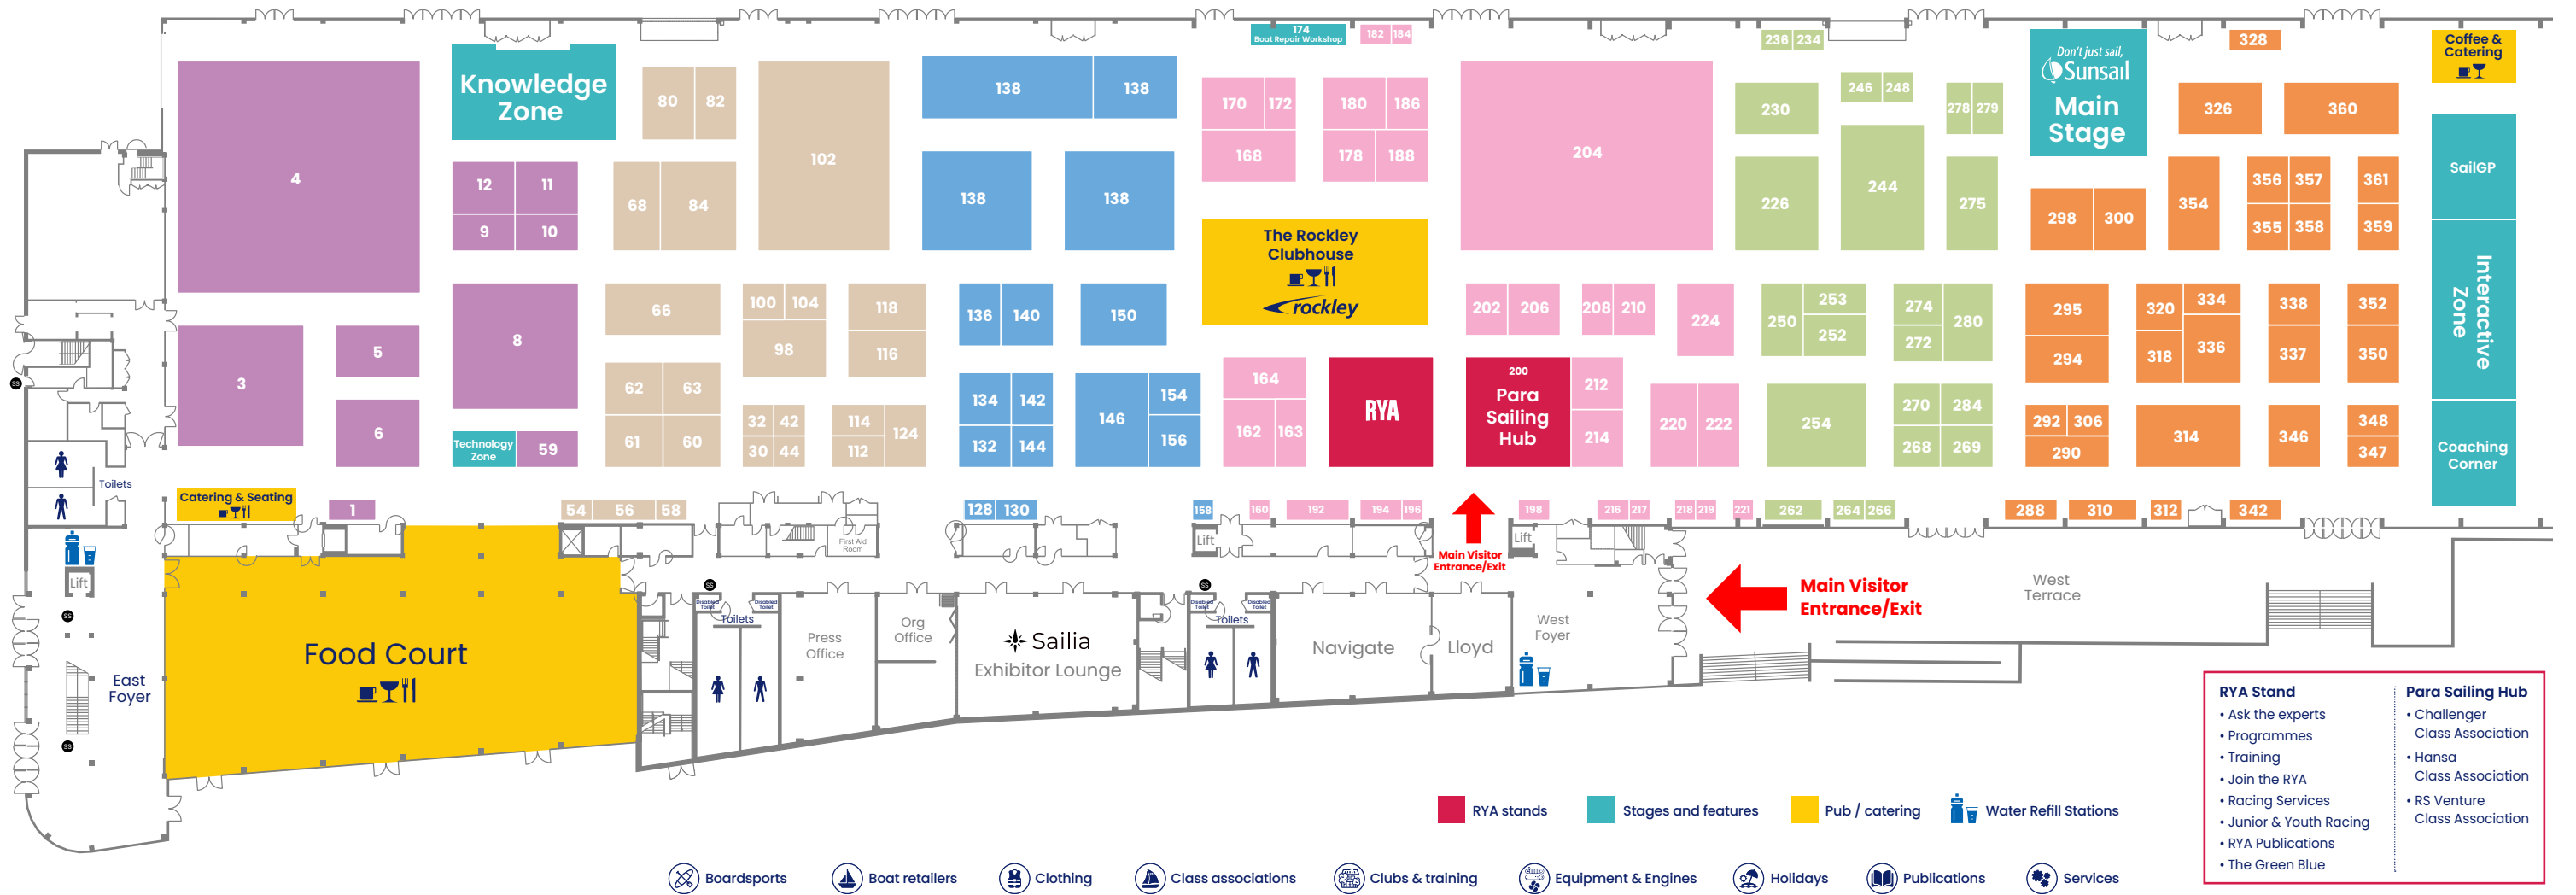 174
Boat Repair Workshop
182 184
236 234
328
Coffee &
Catering
Knowledge
Zone
80 82
138 138
170 172
180 186
168
178 188
204
230
246 248
278 279
Don't just sail,
Sunsail
Main
Stage
326
360
4
12 11
9 10
68 84
102
138 138
226
244
275
298 300
354
356 357
355 358
361
359
SailGP
The Rockley
Clubhouse
rockley
Interactive
Zone
3
5
6
8
66
100 104
98
118
116
136 140
150
202 206
208 210
224
250
253
252
274
272
280
295
294
320
334
318
336
338
337
352
350
62 63
61 60
Technology
Zone
59
32 42
30 44
114
112
124
134 142
132 144
146
154
156
164
162 163
RYA
200
Para
Sailing
Hub
212
214
220 222
254
270 284
268 269
292 306
290
314
346
348
347
Coaching
Corner
Toilets
Catering & Seating
1
54 56 58
128 130
158
160
192
194 196
198
216 217
218 219
221
262
264 266
288
310
312
342
SS
First Aid
Room
Lift
Lift
Main Visitor
Entrance/Exit
Lift
SS
SS
SS
SS
Disabled
Toilet
Disabled
Toilet
Toilets
Disabled
Toilet
Disabled
Toilet
Toilets
Main Visitor
Entrance/Exit
West
Terrace
East
Foyer
Food Court
Press
Office
Org
Office
Sailia
Exhibitor Lounge
Navigate
Lloyd
West
Foyer
RYA Stand
• Ask the experts
• Programmes
• Training
• Join the RYA
• Racing Services
• Junior & Youth Racing
• RYA Publications
• The Green Blue
Para Sailing Hub
• Challenger
Class Association
• Hansa
Class Association
• RS Venture
Class Association
RYA stands
Stages and features
Pub / catering
Water Refill Stations
Boardsports
Boat retailers
Clothing
Class associations
Clubs & training
Equipment & Engines
Holidays
Publications
Services